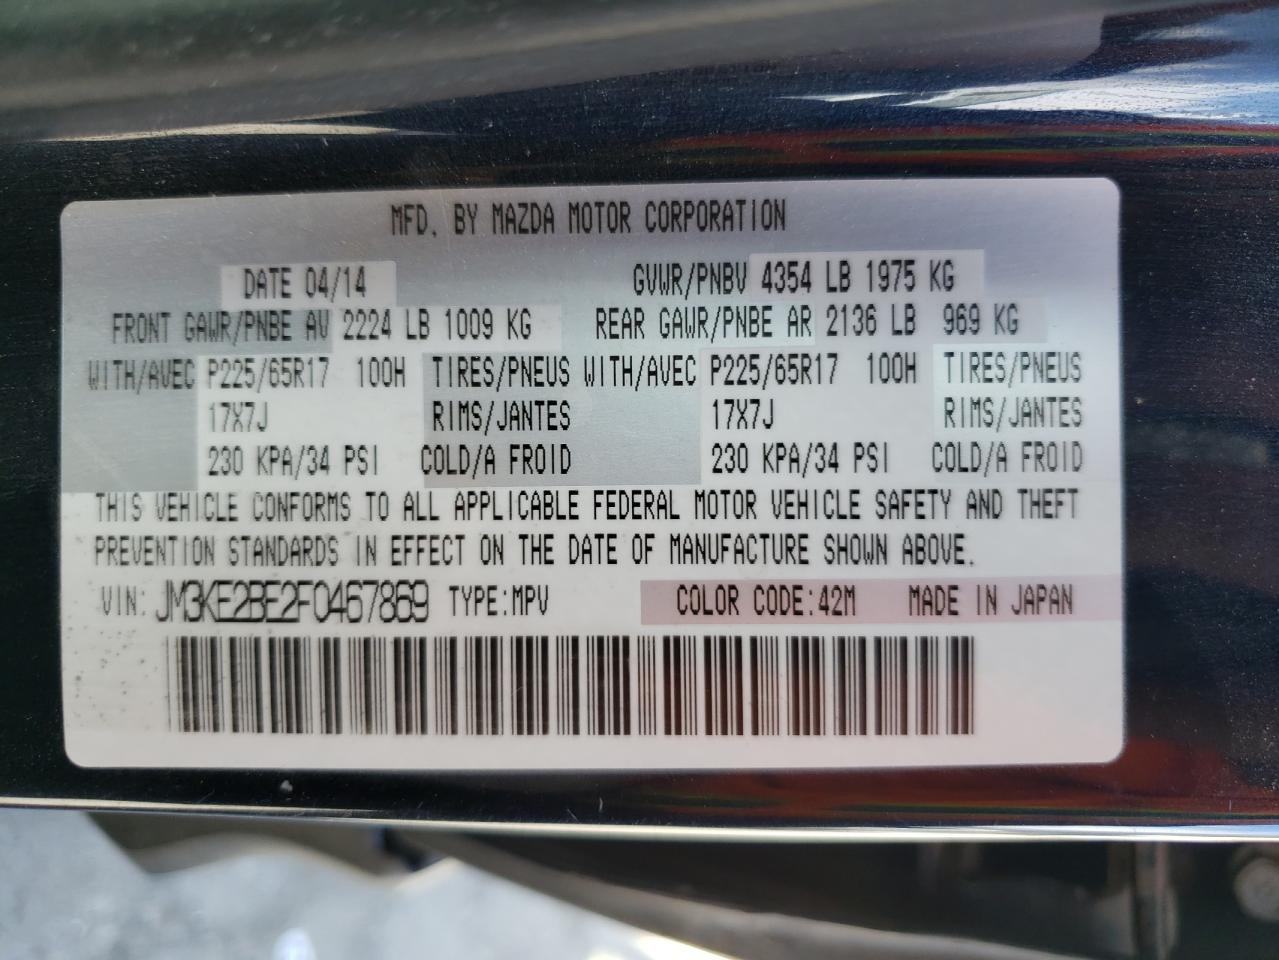 MFD. BY MAZDA MOTOR CORPORATION
DATE 04/14 GVWR/PNBV 4354 LB 1975 KG
FRONT GAWR/PNBE AV 2224 LB 1009 KG REAR GAWR/PNBE AR 2136 LB 969 KG
WITH/AVEC P225/65R17 100H TIRES/PNEUS WITH/AVEC P225/65R17 100H TIRES/PNEUS
17X7J RIMS/JANTES 17X7J RIMS/JANTES
230 KPA/34 PSI COLD/A FROID 230 KPA/34 PSI COLD/A FROID
THIS VEHICLE CONFORMS TO ALL APPLICABLE FEDERAL MOTOR VEHICLE SAFETY AND THEFT
PREVENTION STANDARDS IN EFFECT ON THE DATE OF MANUFACTURE SHOWN ABOVE.
VIN: JM3KE2BE2F0467869 TYPE:MPV COLOR CODE:42M MADE IN JAPAN